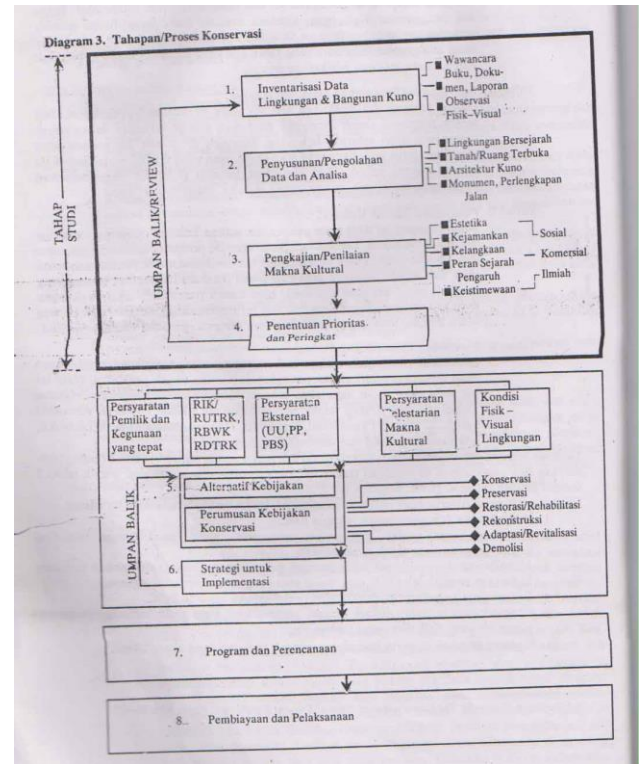 Diagram 3. Tahapan/Proses Konservasi
TAHAP
STUDI
UMPAN BALIK/REVIEW
1. Inventarisasi Data
Lingkungan & Bangunan Kuno
Wawancara
Buku, Doku-
men, Laporan
Observasi
Fisik–Visual
2. Penyusunan/Pengolahan
Data dan Analisa
Lingkungan Bersejarah
Tanah/Ruang Terbuka
Arsitektur Kuno
Monumen, Perlengkapan
Jalan
3. Pengkajian/Penilaian
Makna Kultural
Estetika
Kejamankan
Kelangkaan
Peran Sejarah
Pengaruh
Keistimewaan
Sosial
Komersial
Ilmiah
4. Penentuan Prioritas
dan Peringkat
Persyaratan
Pemilik dan
Kegunaan
yang tepat
RIK/
RUTRK,
RBWK
RDTRK
Persyaratan
Eksternal
(UU,PP,
PBS)
Persyaratan
Pelestarian
Makna
Kultural
Kondisi
Fisik –
Visual
Lingkungan
UMPAN BALIK
5. Alternatif Kebijakan
Perumusan Kebijakan
Konservasi
Konservasi
Preservasi
Restorasi/Rehabilitasi
Rekonstruksi
Adaptasi/Revitalisasi
Demolisi
6. Strategi untuk
Implementasi
7. Program dan Perencanaan
8. Pembiayaan dan Pelaksanaan